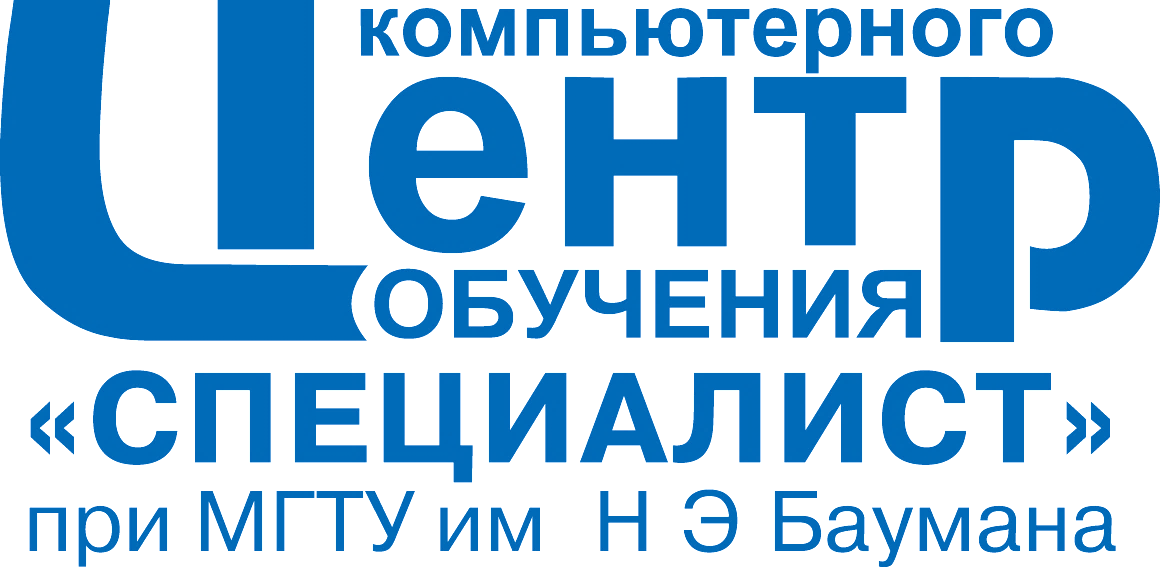 компьютерного
Центр
ОБУЧЕНИЯ
«СПЕЦИАЛИСТ»
при МГТУ им Н Э Баумана